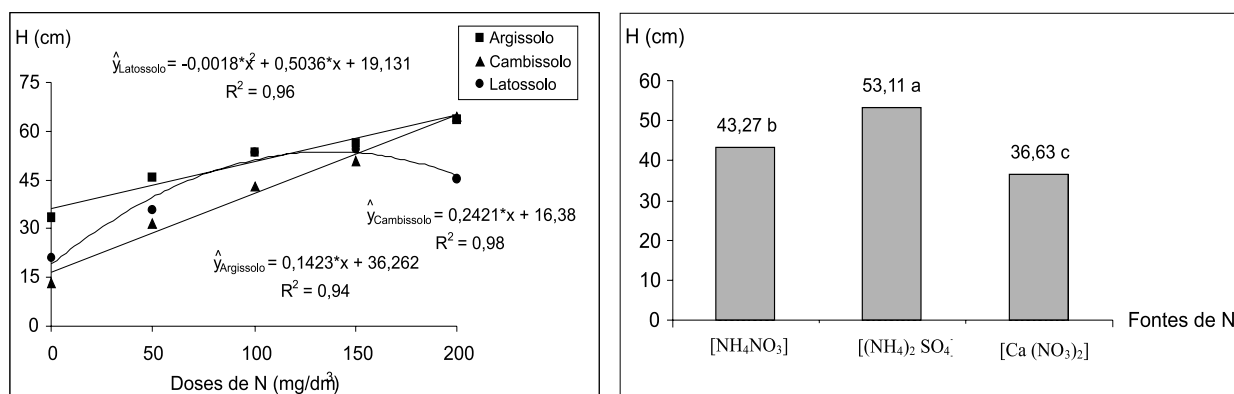 H (cm)
Argissolo
Cambissolo
Latossolo
ŷLatossolo = -0,0018*x² + 0,5036*x + 19,131
R² = 0,96
75
60
45
30
15
0
ŷCambissolo = 0,2421*x + 16,38
R² = 0,98
ŷArgissolo = 0,1423*x + 36,262
R² = 0,94
0 50 100 150 200
Doses de N (mg/dm³)
H (cm)
60
50
40
30
20
10
0
43,27 b
53,11 a
36,63 c
Fontes de N
[NH₄NO₃] [(NH₄)₂ SO₄] [Ca (NO₃)₂]